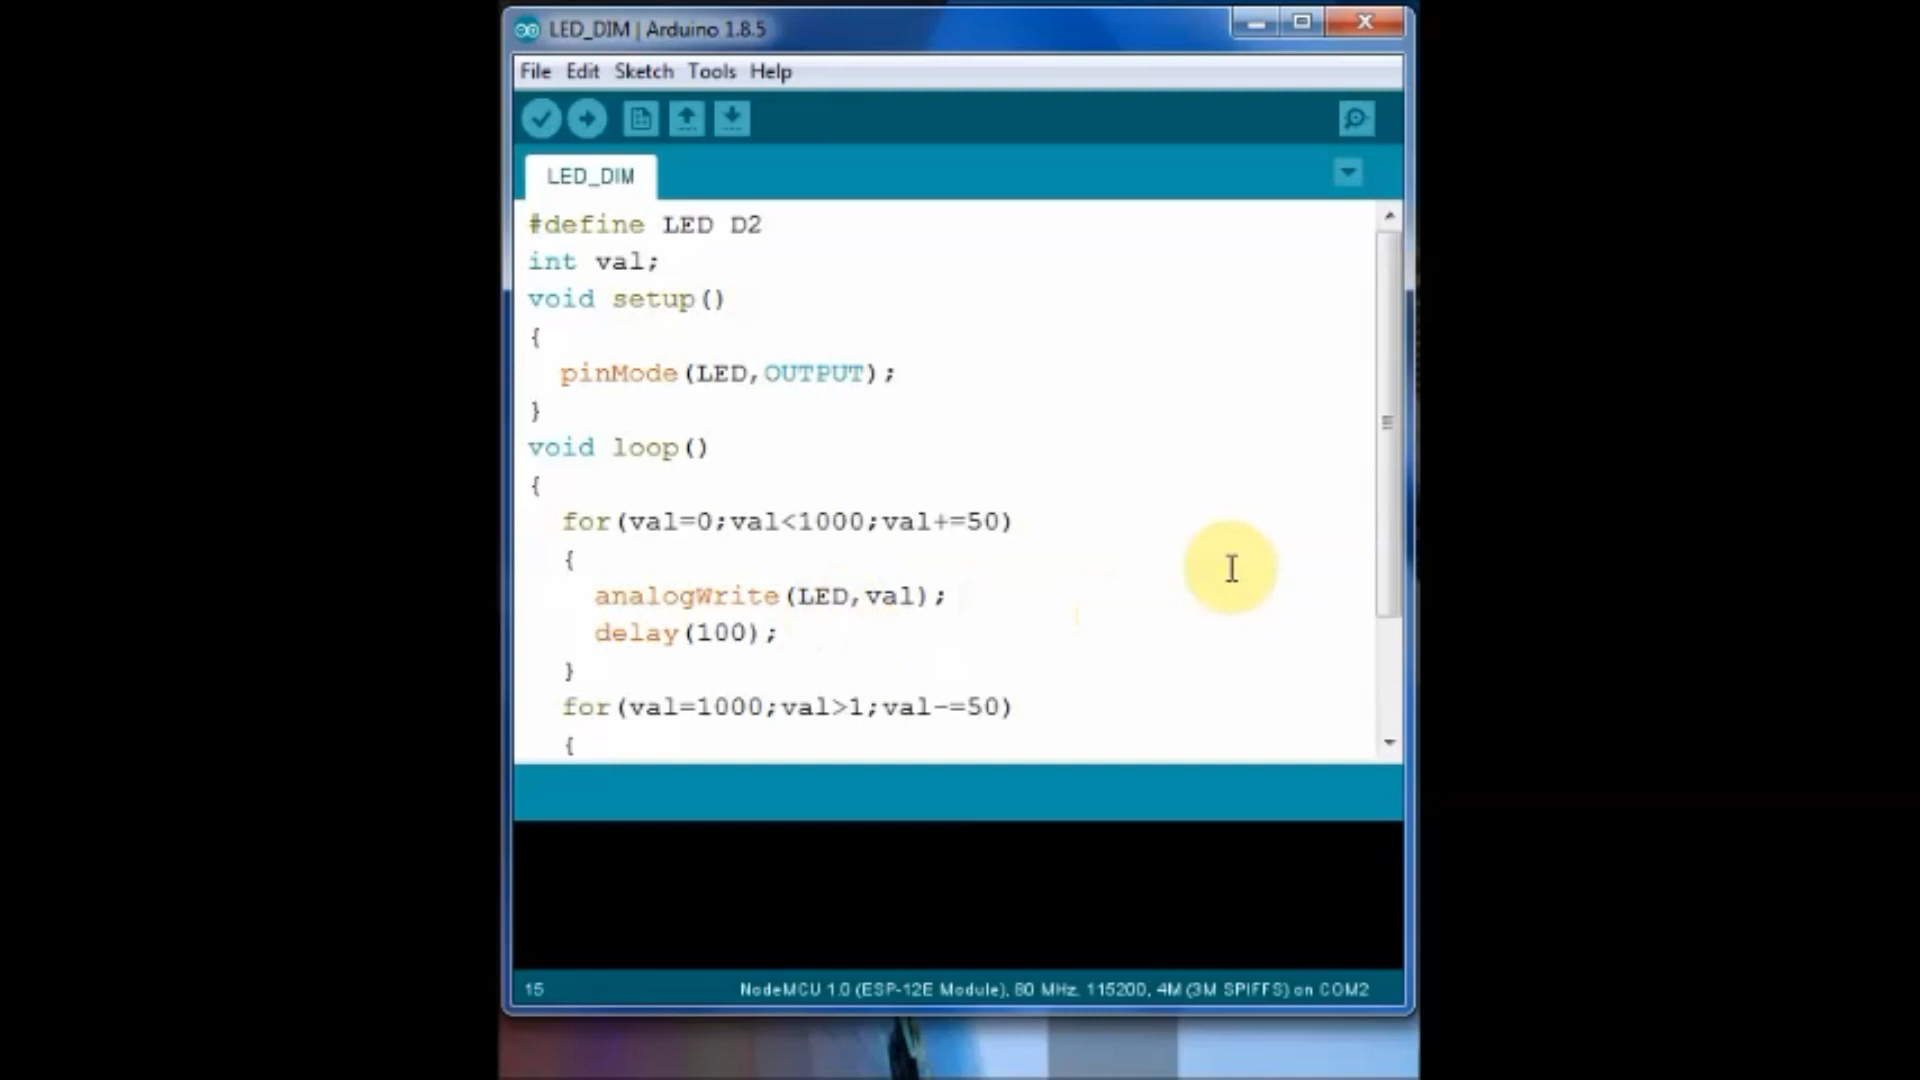 LED_DIM | Arduino 1.8.5
File Edit Sketch Tools Help
LED_DIM
#define LED D2
int val;
void setup()
{
pinMode(LED,OUTPUT);
}
void loop()
{
for(val=0;val<1000;val+=50)
{
analogWrite(LED,val);
delay(100);
}
for(val=1000;val>1;val-=50)
{
15 NodeMCU 1.0 (ESP-12E Module), 80 MHz, 115200, 4M (3M SPIFFS) on COM2